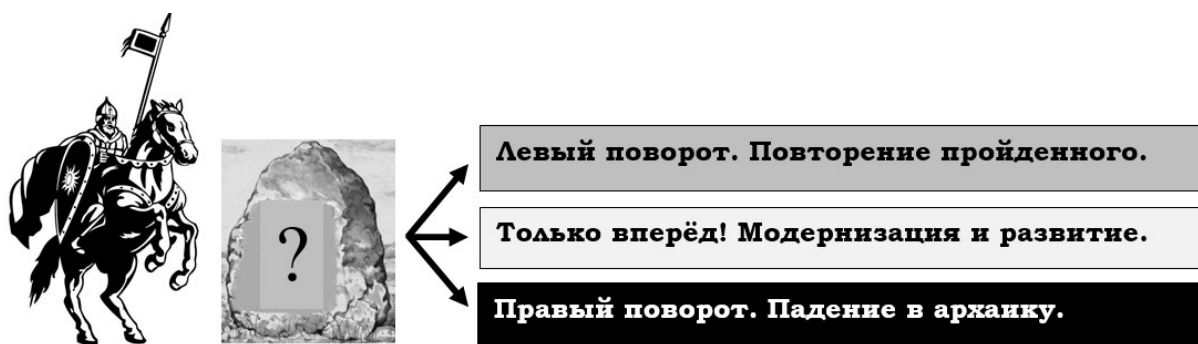 ?
Левый поворот. Повторение пройденного.
Только вперёд! Модернизация и развитие.
Правый поворот. Падение в архаику.